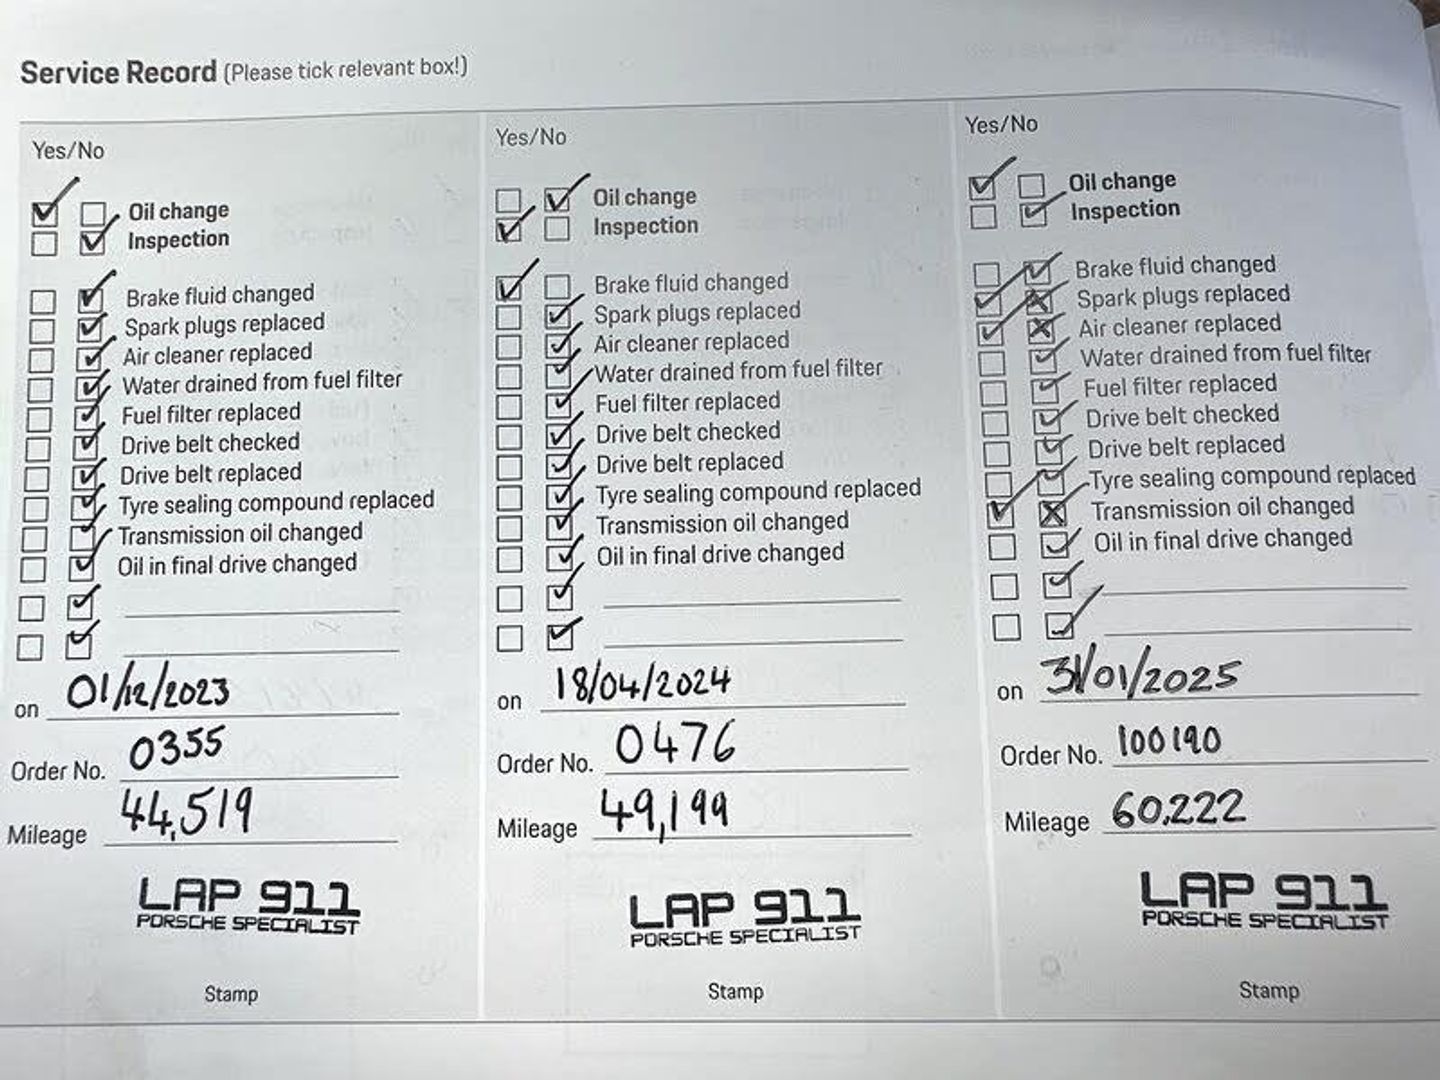 Service Record (Please tick relevant box!)
Yes/No
Oil change
Inspection
Brake fluid changed
Spark plugs replaced
Air cleaner replaced
Water drained from fuel filter
Fuel filter replaced
Drive belt checked
Drive belt replaced
Tyre sealing compound replaced
Transmission oil changed
Oil in final drive changed
on 01/12/2023
Order No. 0355
Mileage 44,519
LAP 911
PORSCHE SPECIALIST
Stamp
Yes/No
Oil change
Inspection
Brake fluid changed
Spark plugs replaced
Air cleaner replaced
Water drained from fuel filter
Fuel filter replaced
Drive belt checked
Drive belt replaced
Tyre sealing compound replaced
Transmission oil changed
Oil in final drive changed
on 18/04/2024
Order No. 0476
Mileage 49,199
LAP 911
PORSCHE SPECIALIST
Stamp
Yes/No
Oil change
Inspection
Brake fluid changed
Spark plugs replaced
Air cleaner replaced
Water drained from fuel filter
Fuel filter replaced
Drive belt checked
Drive belt replaced
Tyre sealing compound replaced
Transmission oil changed
Oil in final drive changed
on 31/01/2025
Order No. 100190
Mileage 60,222
LAP 911
PORSCHE SPECIALIST
Stamp